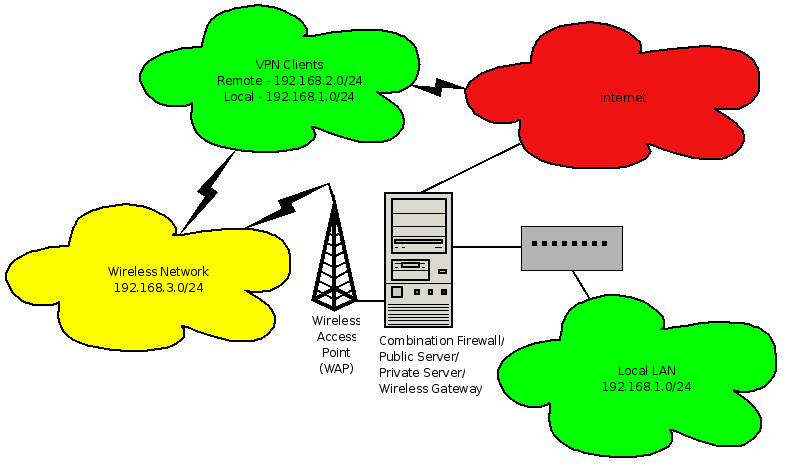 VPN Clients
Remote - 192.168.2.0/24
Local - 192.168.1.0/24
Internet
Wireless Network
192.168.3.0/24
Wireless
Access
Point
(WAP)
Combination Firewall/
Public Server/
Private Server/
Wireless Gateway
Local LAN
192.168.1.0/24